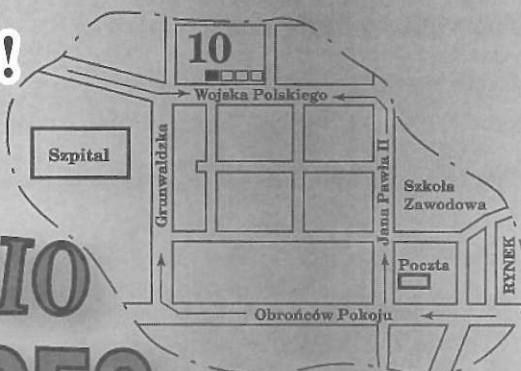 !
10
Wojska Polskiego
Szpital
Grunwaldzka
Jana Pawła II
Szkoła
Zawodowa
IO
Poczta
RYNEK
Obrońców Pokoju